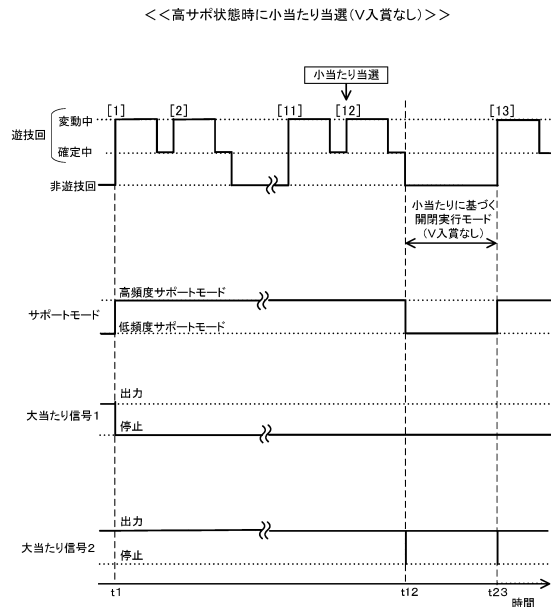 ＜＜高サポ状態時に小当たり当選(Ｖ入賞なし)＞＞
小当たり当選
[1]
[2]
[11]
[12]
[13]
遊技回
変動中
確定中
非遊技回
小当たりに基づく
開閉実行モード
(Ｖ入賞なし)
高頻度サポートモード
サポートモード
低頻度サポートモード
出力
大当たり信号1
停止
出力
大当たり信号2
停止
t1
t12
t23
時間